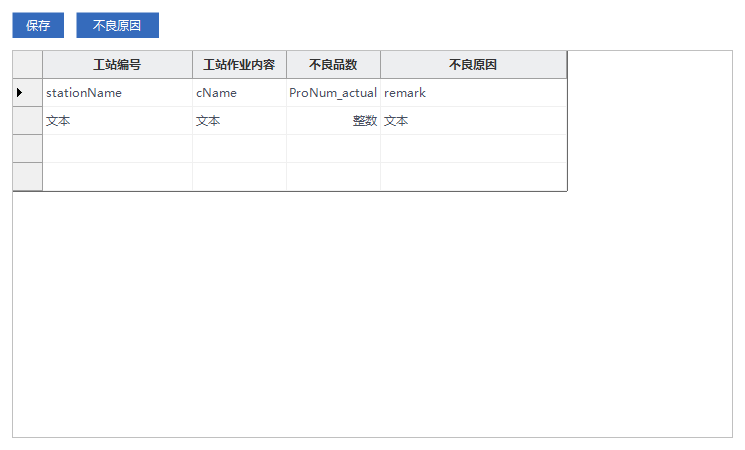 保存 不良原因
工站编号 工站作业内容 不良品数 不良原因
stationName cName ProNum_actual remark
文本 文本 整数 文本